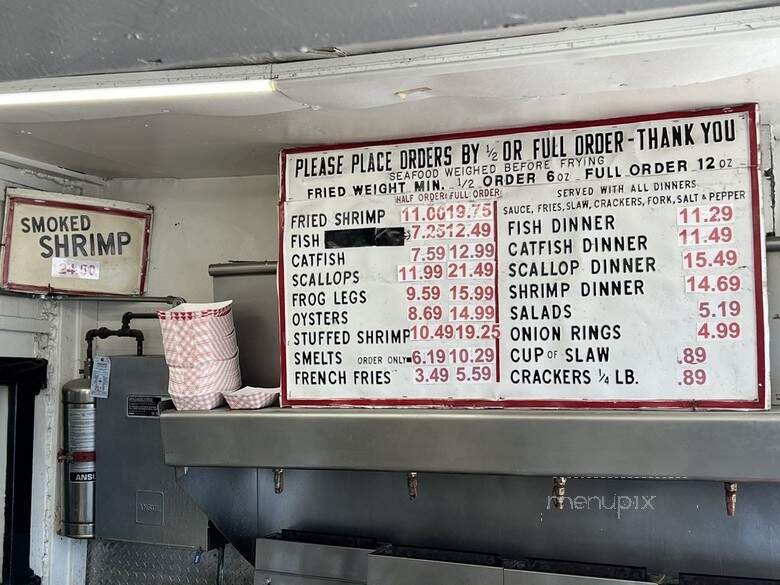 SMOKED
SHRIMP
24.50
PLEASE PLACE ORDERS BY 1/2 OR FULL ORDER - THANK YOU
SEAFOOD WEIGHED BEFORE FRYING
FRIED WEIGHT MIN. 1/2 ORDER 6 OZ FULL ORDER 12 OZ
HALF ORDER FULL ORDER
FRIED SHRIMP 11.00 19.75
FISH 7.25 12.49
CATFISH 7.59 12.99
SCALLOPS 11.99 21.49
FROG LEGS 9.59 15.99
OYSTERS 8.69 14.99
STUFFED SHRIMP 10.49 19.25
SMELTS ORDER ONLY 6.19 10.29
FRENCH FRIES 3.49 5.59
SERVED WITH ALL DINNERS
SAUCE, FRIES, SLAW, CRACKERS, FORK, SALT & PEPPER
FISH DINNER 11.29
CATFISH DINNER 11.49
SCALLOP DINNER 15.49
SHRIMP DINNER 14.69
SALADS 5.19
ONION RINGS 4.99
CUP OF SLAW .89
CRACKERS 1/4 LB. .89
ANSUL
menupix